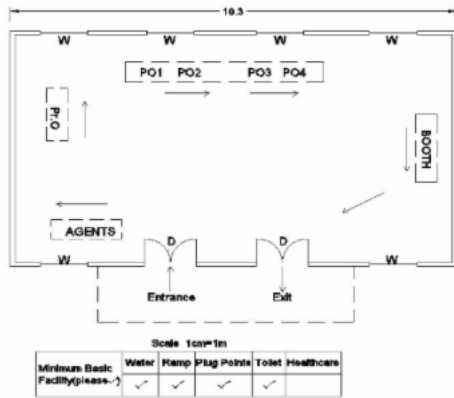 10.3
W W W W
PO1 PO2 PO3 PO4
Pr.O
BOOTH
AGENTS
D D
W W
Entrance Exit
Scale 1cm=1m
Minimum Basic Facility(please ✓) Water Ramp Plug Points Toilet Healthcare
✓ ✓ ✓ ✓